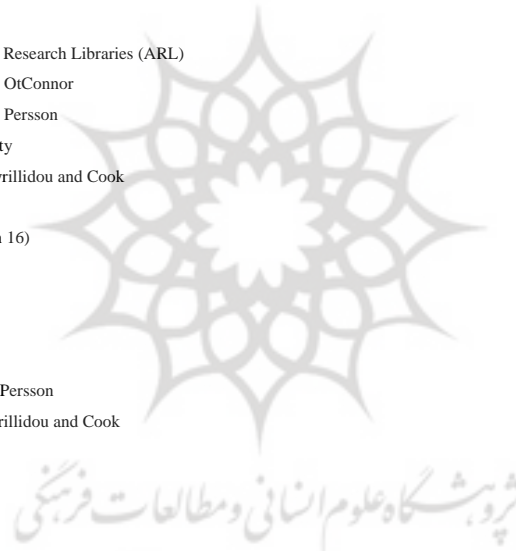 Research Libraries (ARL)
OtConnor
Persson
ty
rillidou and Cook
16)
Persson
rillidou and Cook
پژوهشگاه علوم انسانی و مطالعات فرهنگی